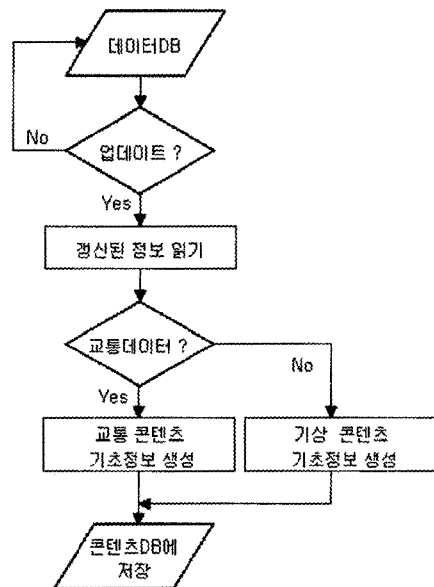 데이터DB
업데이트 ?
No
Yes
갱신된 정보 읽기
교통데이터 ?
No
Yes
교통 콘텐츠
기초정보 생성
기상 콘텐츠
기초정보 생성
콘텐츠DB에
저장